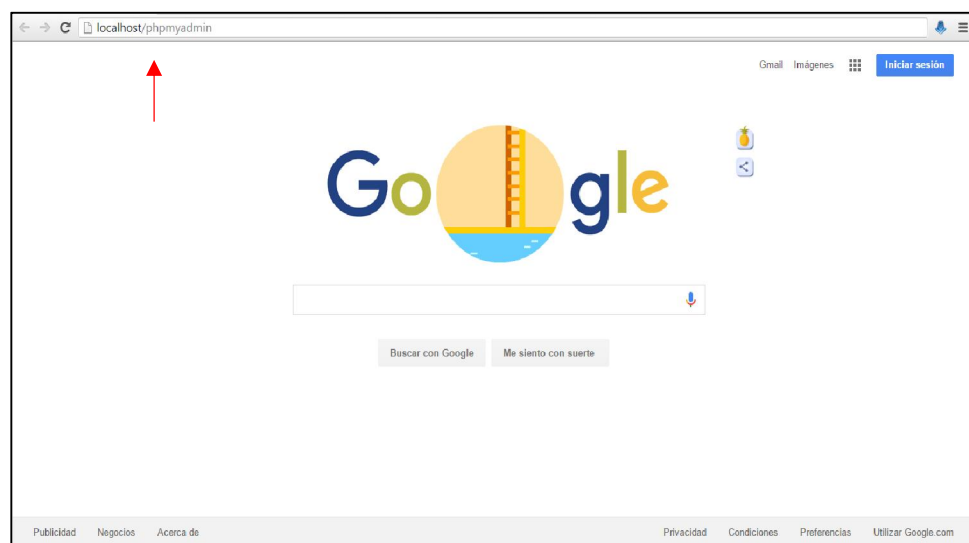 localhost/phpmyadmin
Gmail Imágenes Iniciar sesión
Google
Buscar con Google Me siento con suerte
Publicidad Negocios Acerca de Privacidad Condiciones Preferencias Utilizar Google.com